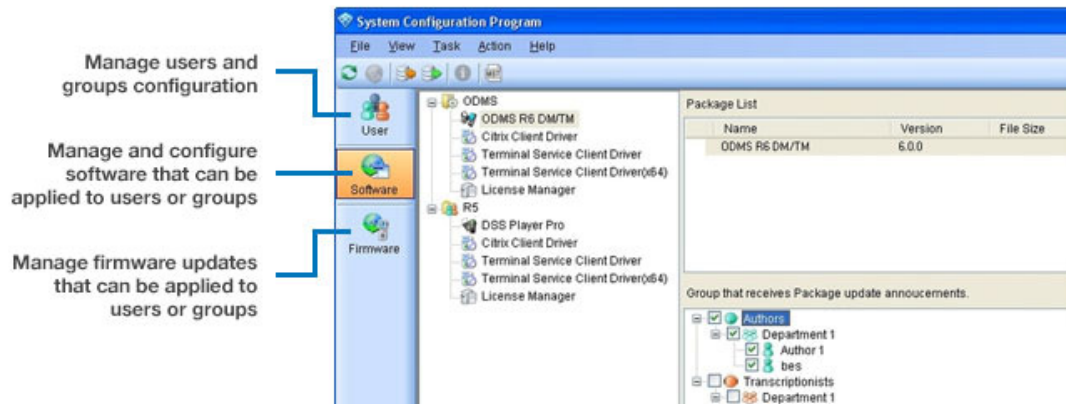 System Configuration Program
File View Task Action Help
Manage users and
groups configuration
Manage and configure
software that can be
applied to users or groups
Manage firmware updates
that can be applied to
users or groups
User
Software
Firmware
ODMS
ODMS R6 DM/TM
Citrix Client Driver
Terminal Service Client Driver
Terminal Service Client Driver(x64)
License Manager
R5
DSS Player Pro
Citrix Client Driver
Terminal Service Client Driver
Terminal Service Client Driver(x64)
License Manager
Package List
Name Version File Size
ODMS R6 DM/TM 6.0.0
Group that receives Package update annoucements.
Authors
Department 1
Author 1
bes
Transcriptionists
Department 1